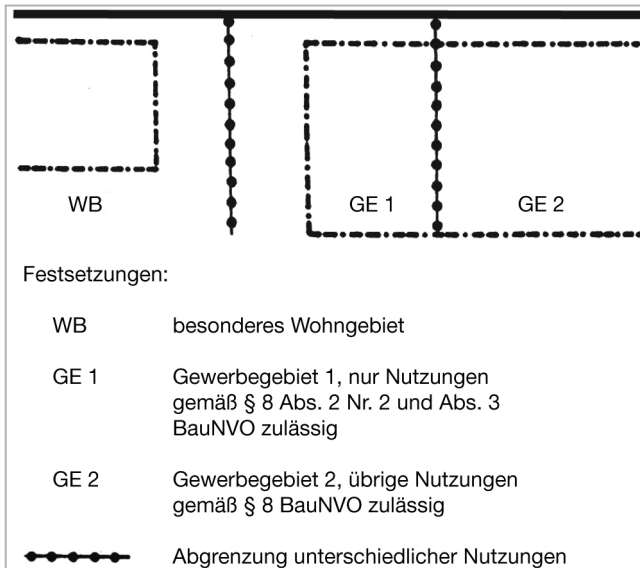 WB GE 1 GE 2
Festsetzungen:
WB besonderes Wohngebiet
GE 1 Gewerbegebiet 1, nur Nutzungen
gemäß § 8 Abs. 2 Nr. 2 und Abs. 3
BauNVO zulässig
GE 2 Gewerbegebiet 2, übrige Nutzungen
gemäß § 8 BauNVO zulässig
Abgrenzung unterschiedlicher Nutzungen